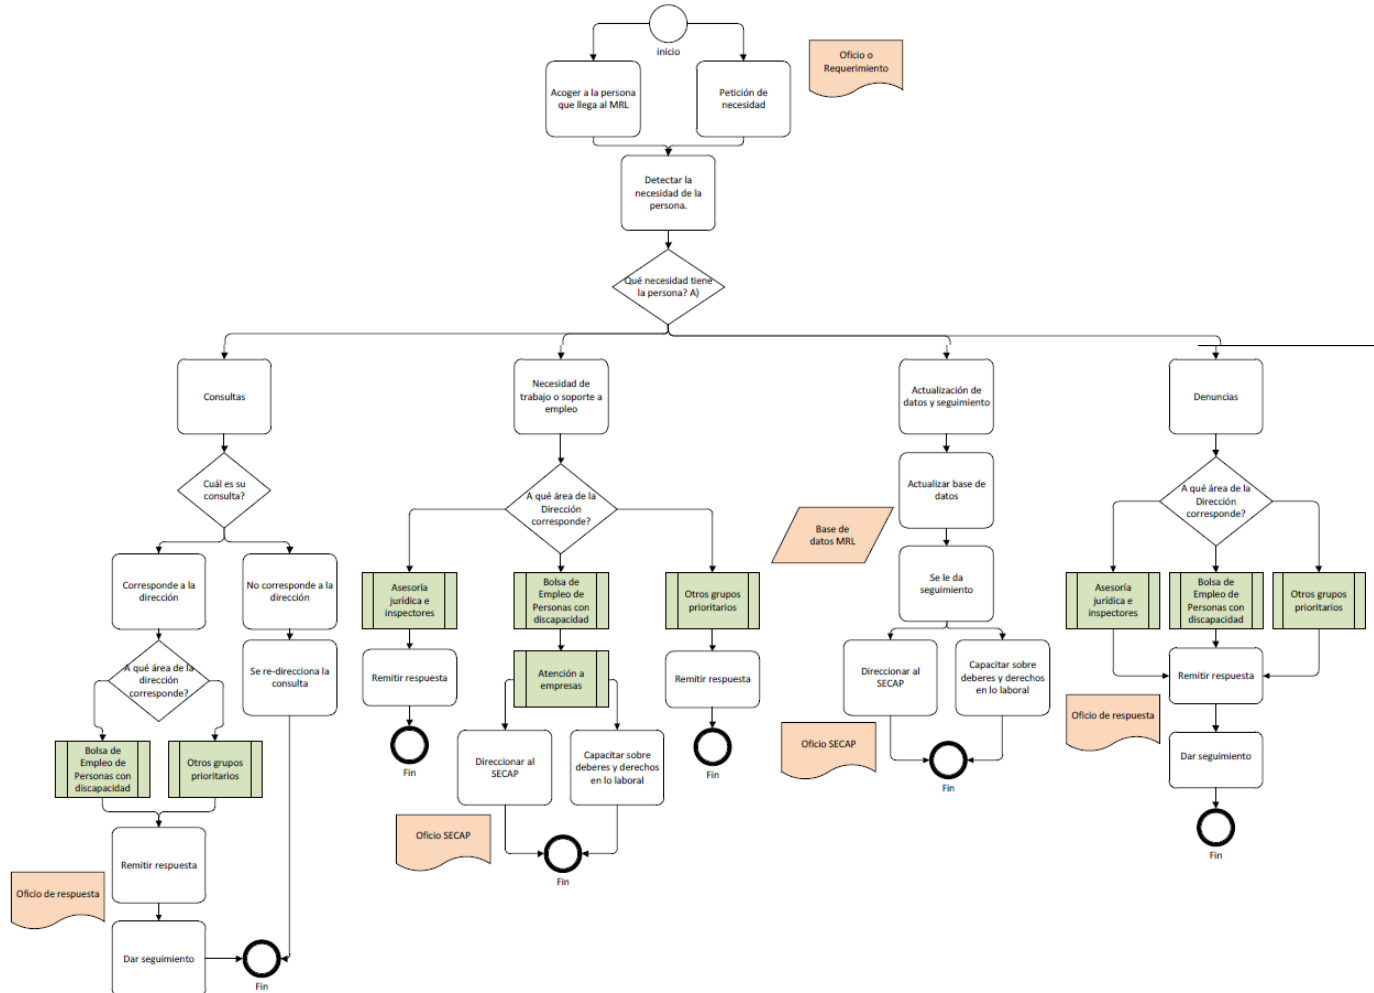 inicio
Oficio o
Requerimiento
Acoger a la persona
que llega al MRL
Petición de
necesidad
Detectar la
necesidad de la
persona.
Qué necesidad tiene
la persona? A)
Consultas
Necesidad de
trabajo o soporte a
empleo
Actualización de
datos y seguimiento
Denuncias
Cuál es su
consulta?
A qué área de la
Dirección
corresponde?
Actualizar base de
datos
A qué área de la
Dirección
corresponde?
Base de
datos MRL
Corresponde a la
dirección
No corresponde a la
dirección
Asesoría
jurídica e
inspectores
Bolsa de
Empleo de
Personas con
discapacidad
Otros grupos
prioritarios
Se le da
seguimiento
Asesoría
jurídica e
inspectores
Bolsa de
Empleo de
Personas con
discapacidad
Otros grupos
prioritarios
A qué área de la
dirección
corresponde?
Se re-direcciona la
consulta
Remitir respuesta
Atención a
empresas
Remitir respuesta
Direccionar al
SECAP
Capacitar sobre
deberes y derechos
en lo laboral
Remitir respuesta
Oficio de respuesta
Bolsa de
Empleo de
Personas con
discapacidad
Otros grupos
prioritarios
Fin
Direccionar al
SECAP
Capacitar sobre
deberes y derechos
en lo laboral
Fin
Oficio SECAP
Fin
Dar seguimiento
Oficio SECAP
Fin
Fin
Remitir respuesta
Oficio de respuesta
Dar seguimiento
Fin